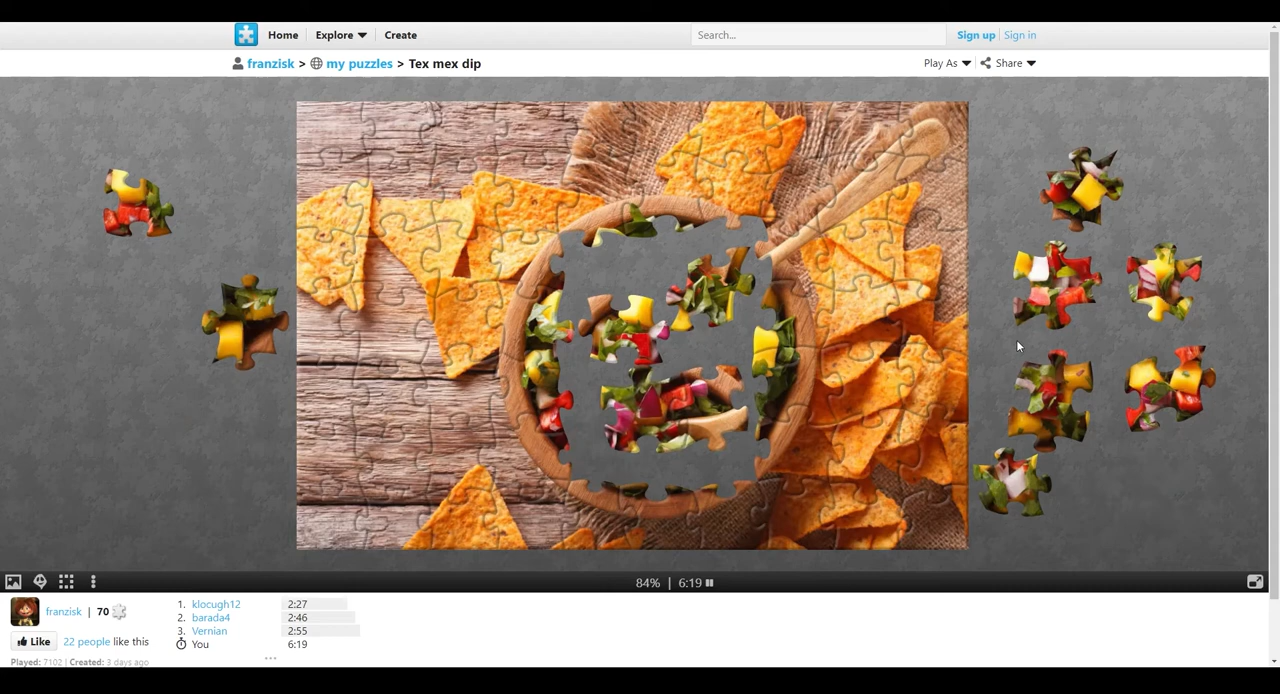 Home Explore Create Search... Sign up Sign in
franzisk > my puzzles > Tex mex dip Play As Share
84% | 6:19
franzisk | 70
Like 22 people like this
Played: 7102 | Created: 3 days ago
1. klocugh12 2:27
2. barada4 2:46
3. Vernian 2:55
You 6:19